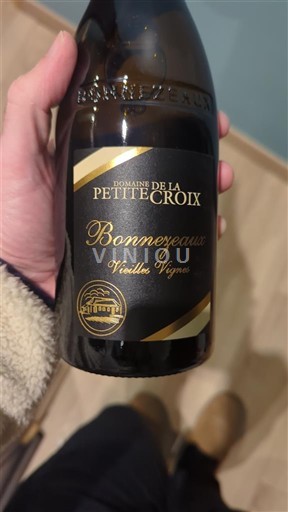 BONNEZEAUX
DOMAINE DE LA
PETITE CROIX
Bonnezeaux
VINIOU
Vieilles Vignes